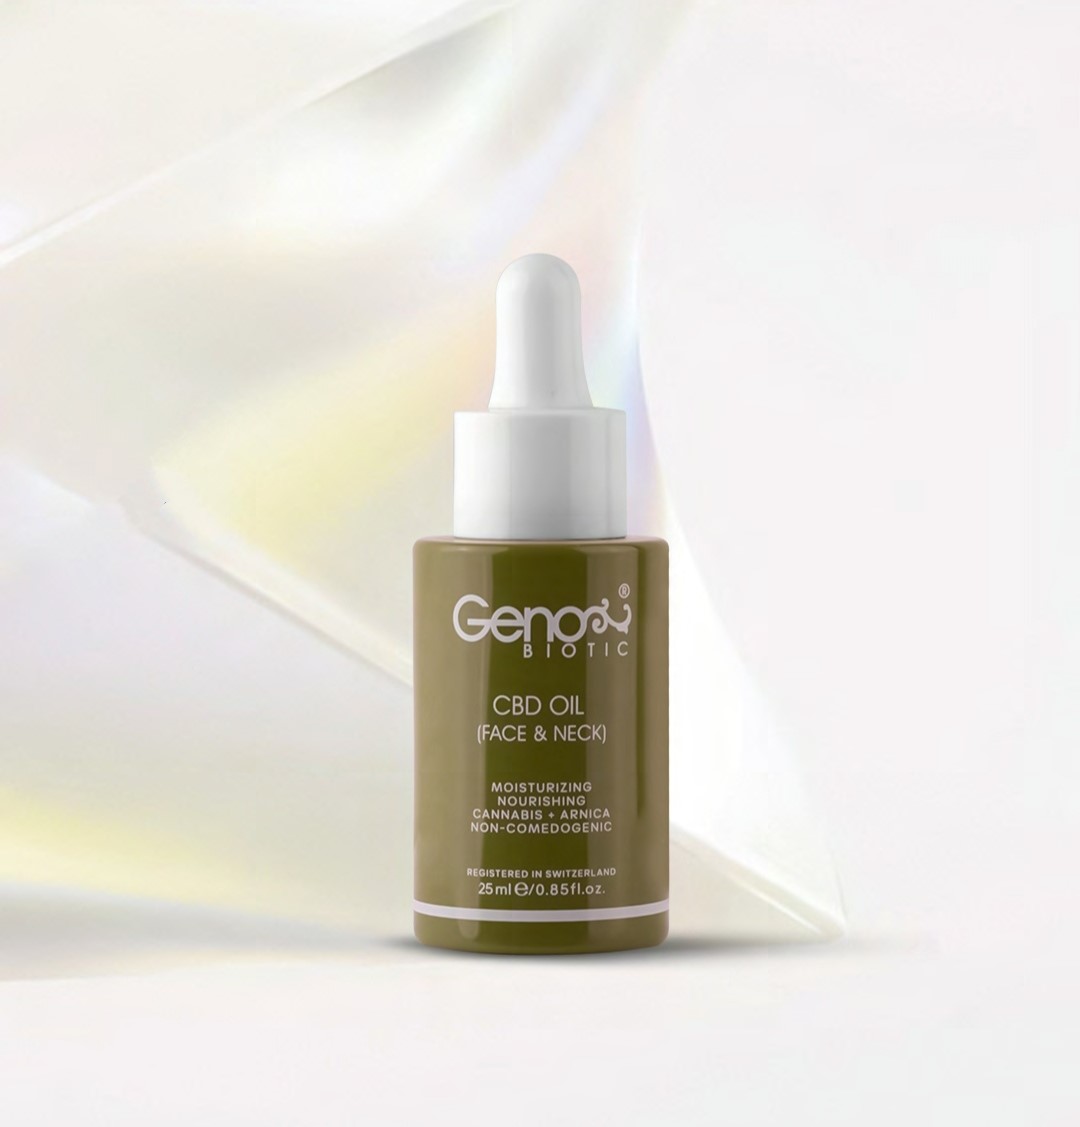 Geno ®
BIOTIC
CBD OIL
(FACE & NECK)
MOISTURIZING
NOURISHING
CANNABIS + ARNICA
NON-COMEDOGENIC
REGISTERED IN SWITZERLAND
25ml ℮/0.85fl.oz.